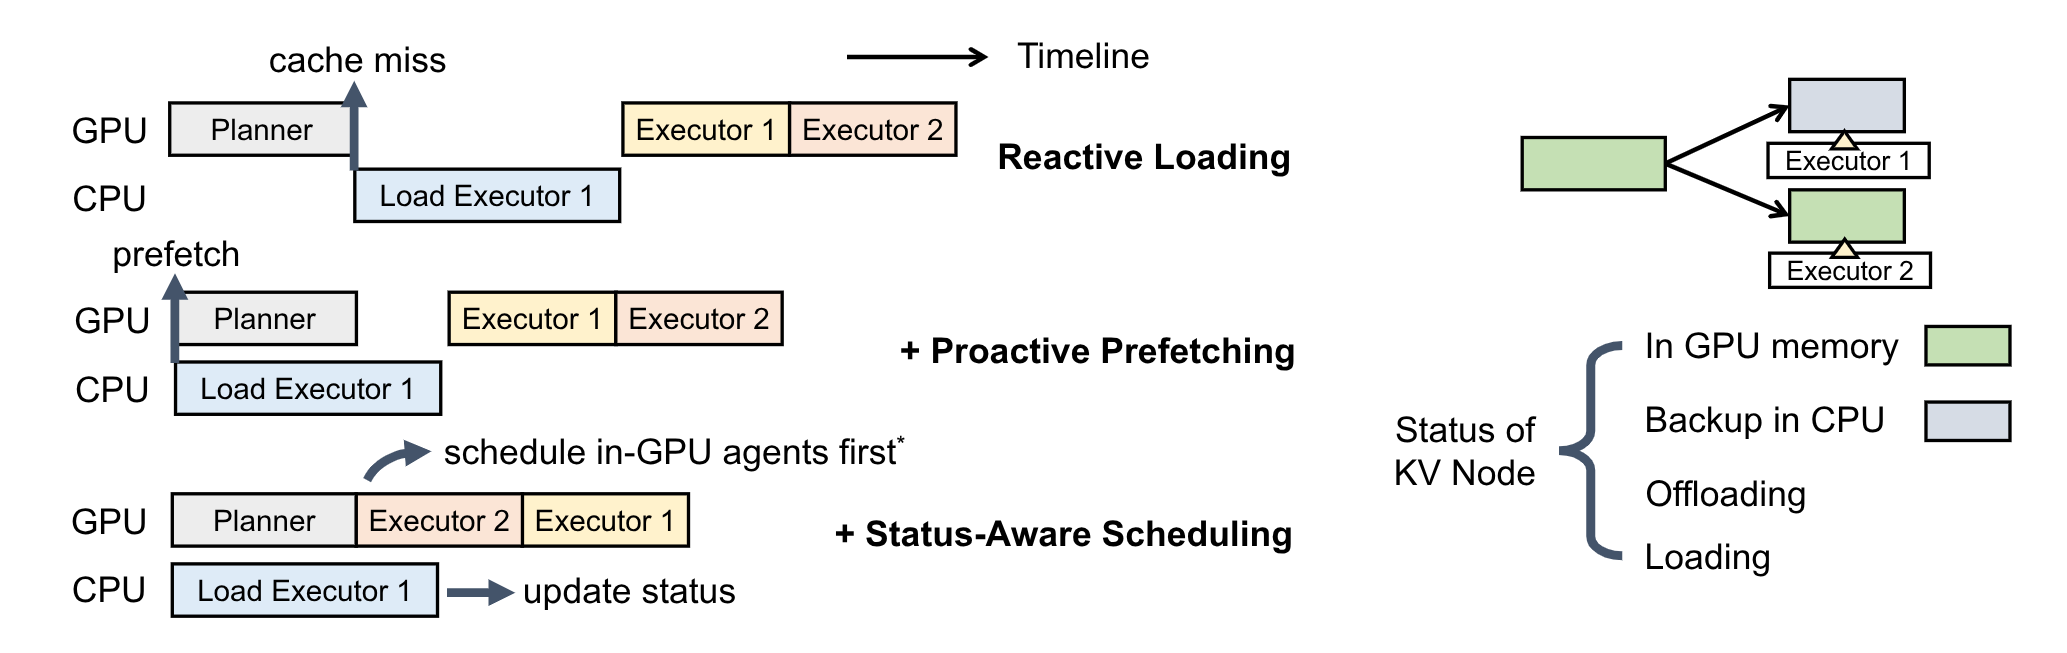 cache miss
Timeline
GPU
Planner
Executor 1
Executor 2
Reactive Loading
CPU
Load Executor 1
prefetch
GPU
Planner
Executor 1
Executor 2
+ Proactive Prefetching
CPU
Load Executor 1
schedule in-GPU agents first*
GPU
Planner
Executor 2
Executor 1
+ Status-Aware Scheduling
CPU
Load Executor 1
update status
Executor 1
Executor 2
Status of
KV Node
In GPU memory
Backup in CPU
Offloading
Loading